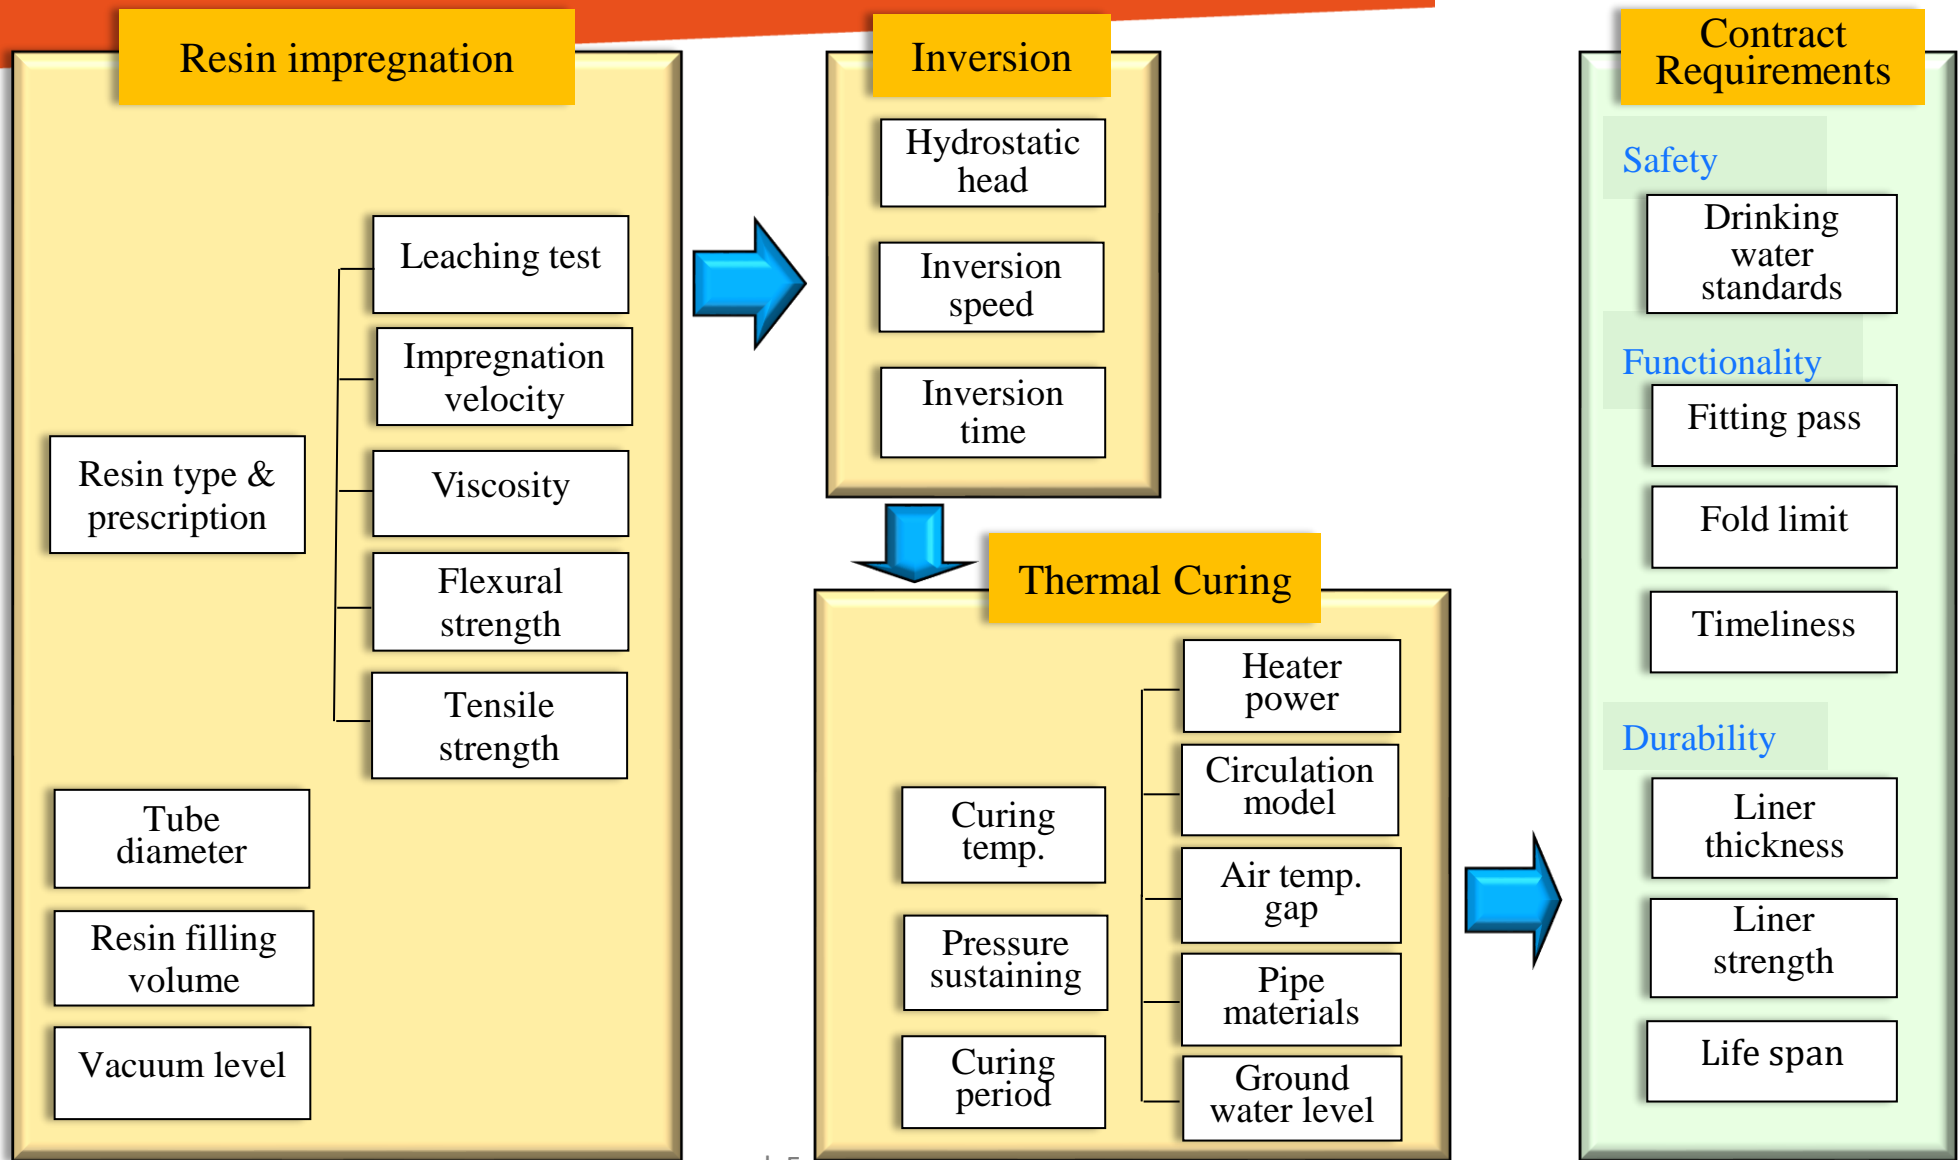 Resin impregnation
Leaching test
Impregnation
velocity
Resin type &
prescription
Viscosity
Flexural
strength
Tensile
strength
Tube
diameter
Resin filling
volume
Vacuum level
Inversion
Hydrostatic
head
Inversion
speed
Inversion
time
Thermal Curing
Heater
power
Circulation
model
Curing
temp.
Air temp.
gap
Pressure
sustaining
Pipe
materials
Curing
period
Ground
water level
Contract
Requirements
Safety
Drinking
water
standards
Functionality
Fitting pass
Fold limit
Timeliness
Durability
Liner
thickness
Liner
strength
Life span